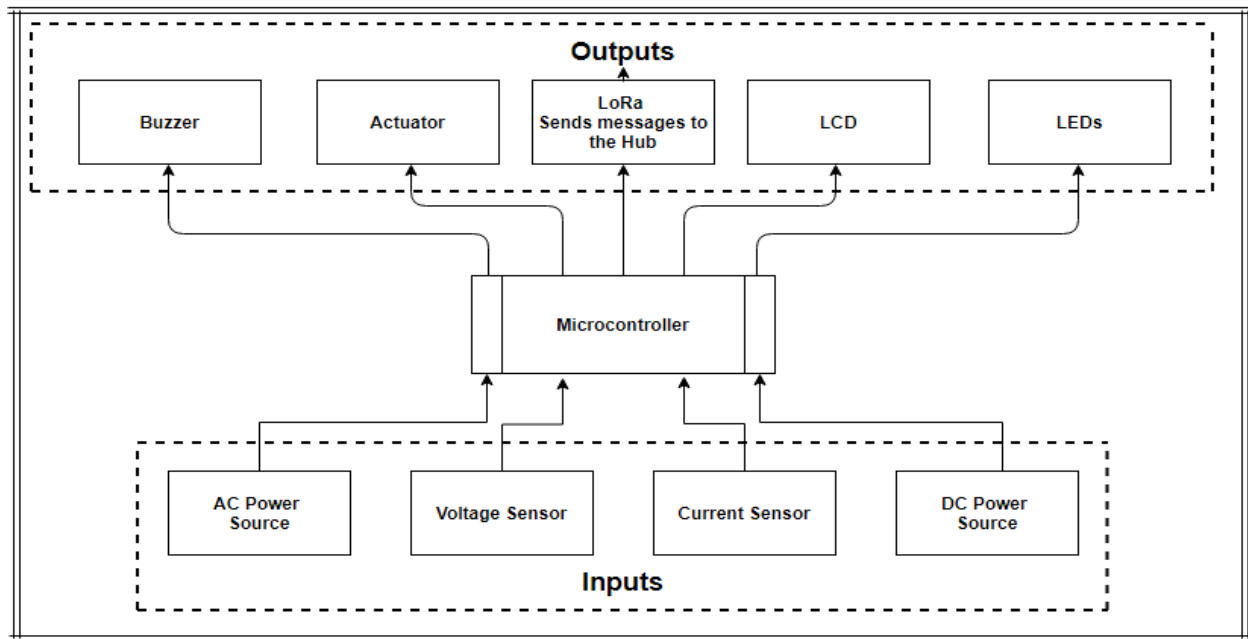 Outputs
Buzzer
Actuator
LoRa
Sends messages to
the Hub
LCD
LEDs
Microcontroller
AC Power
Source
Voltage Sensor
Current Sensor
DC Power
Source
Inputs